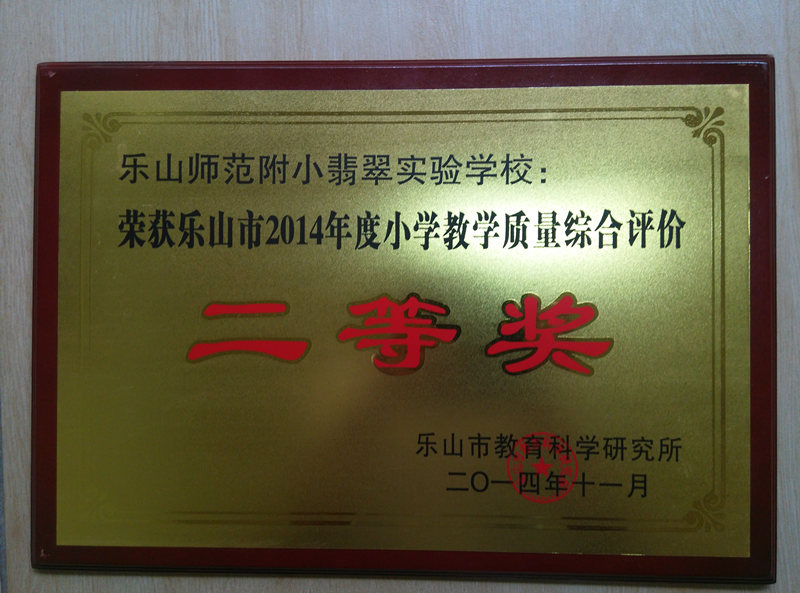 乐山师范附小翡翠实验学校：
荣获乐山市2014年度小学教学质量综合评价
二等奖
乐山市教育科学研究所
二〇一四年十一月